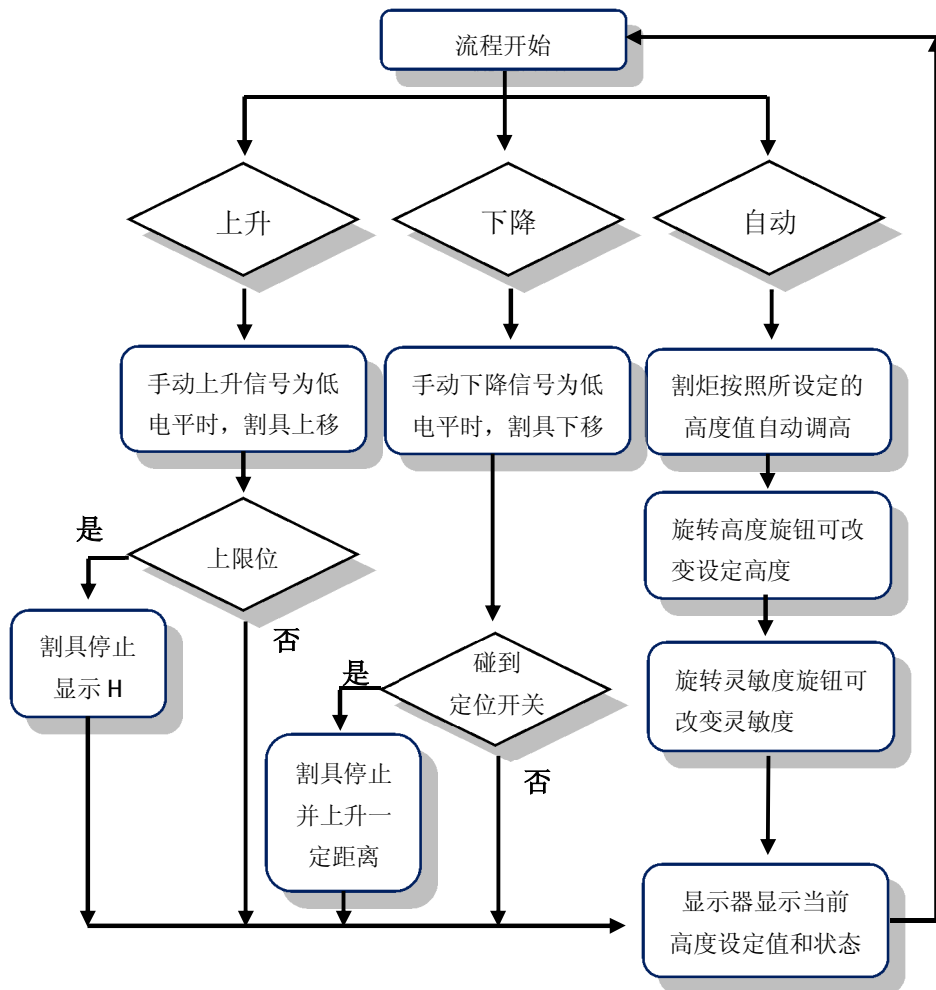 流程开始
上升
下降
自动
手动上升信号为低
电平时，割具上移
手动下降信号为低
电平时，割具下移
割炬按照所设定的
高度值自动调高
是
上限位
旋转高度旋钮可改
变设定高度
割具停止
显示 H
否
是
碰到
定位开关
旋转灵敏度旋钮可
改变灵敏度
割具停止
并上升一
定距离
否
显示器显示当前
高度设定值和状态